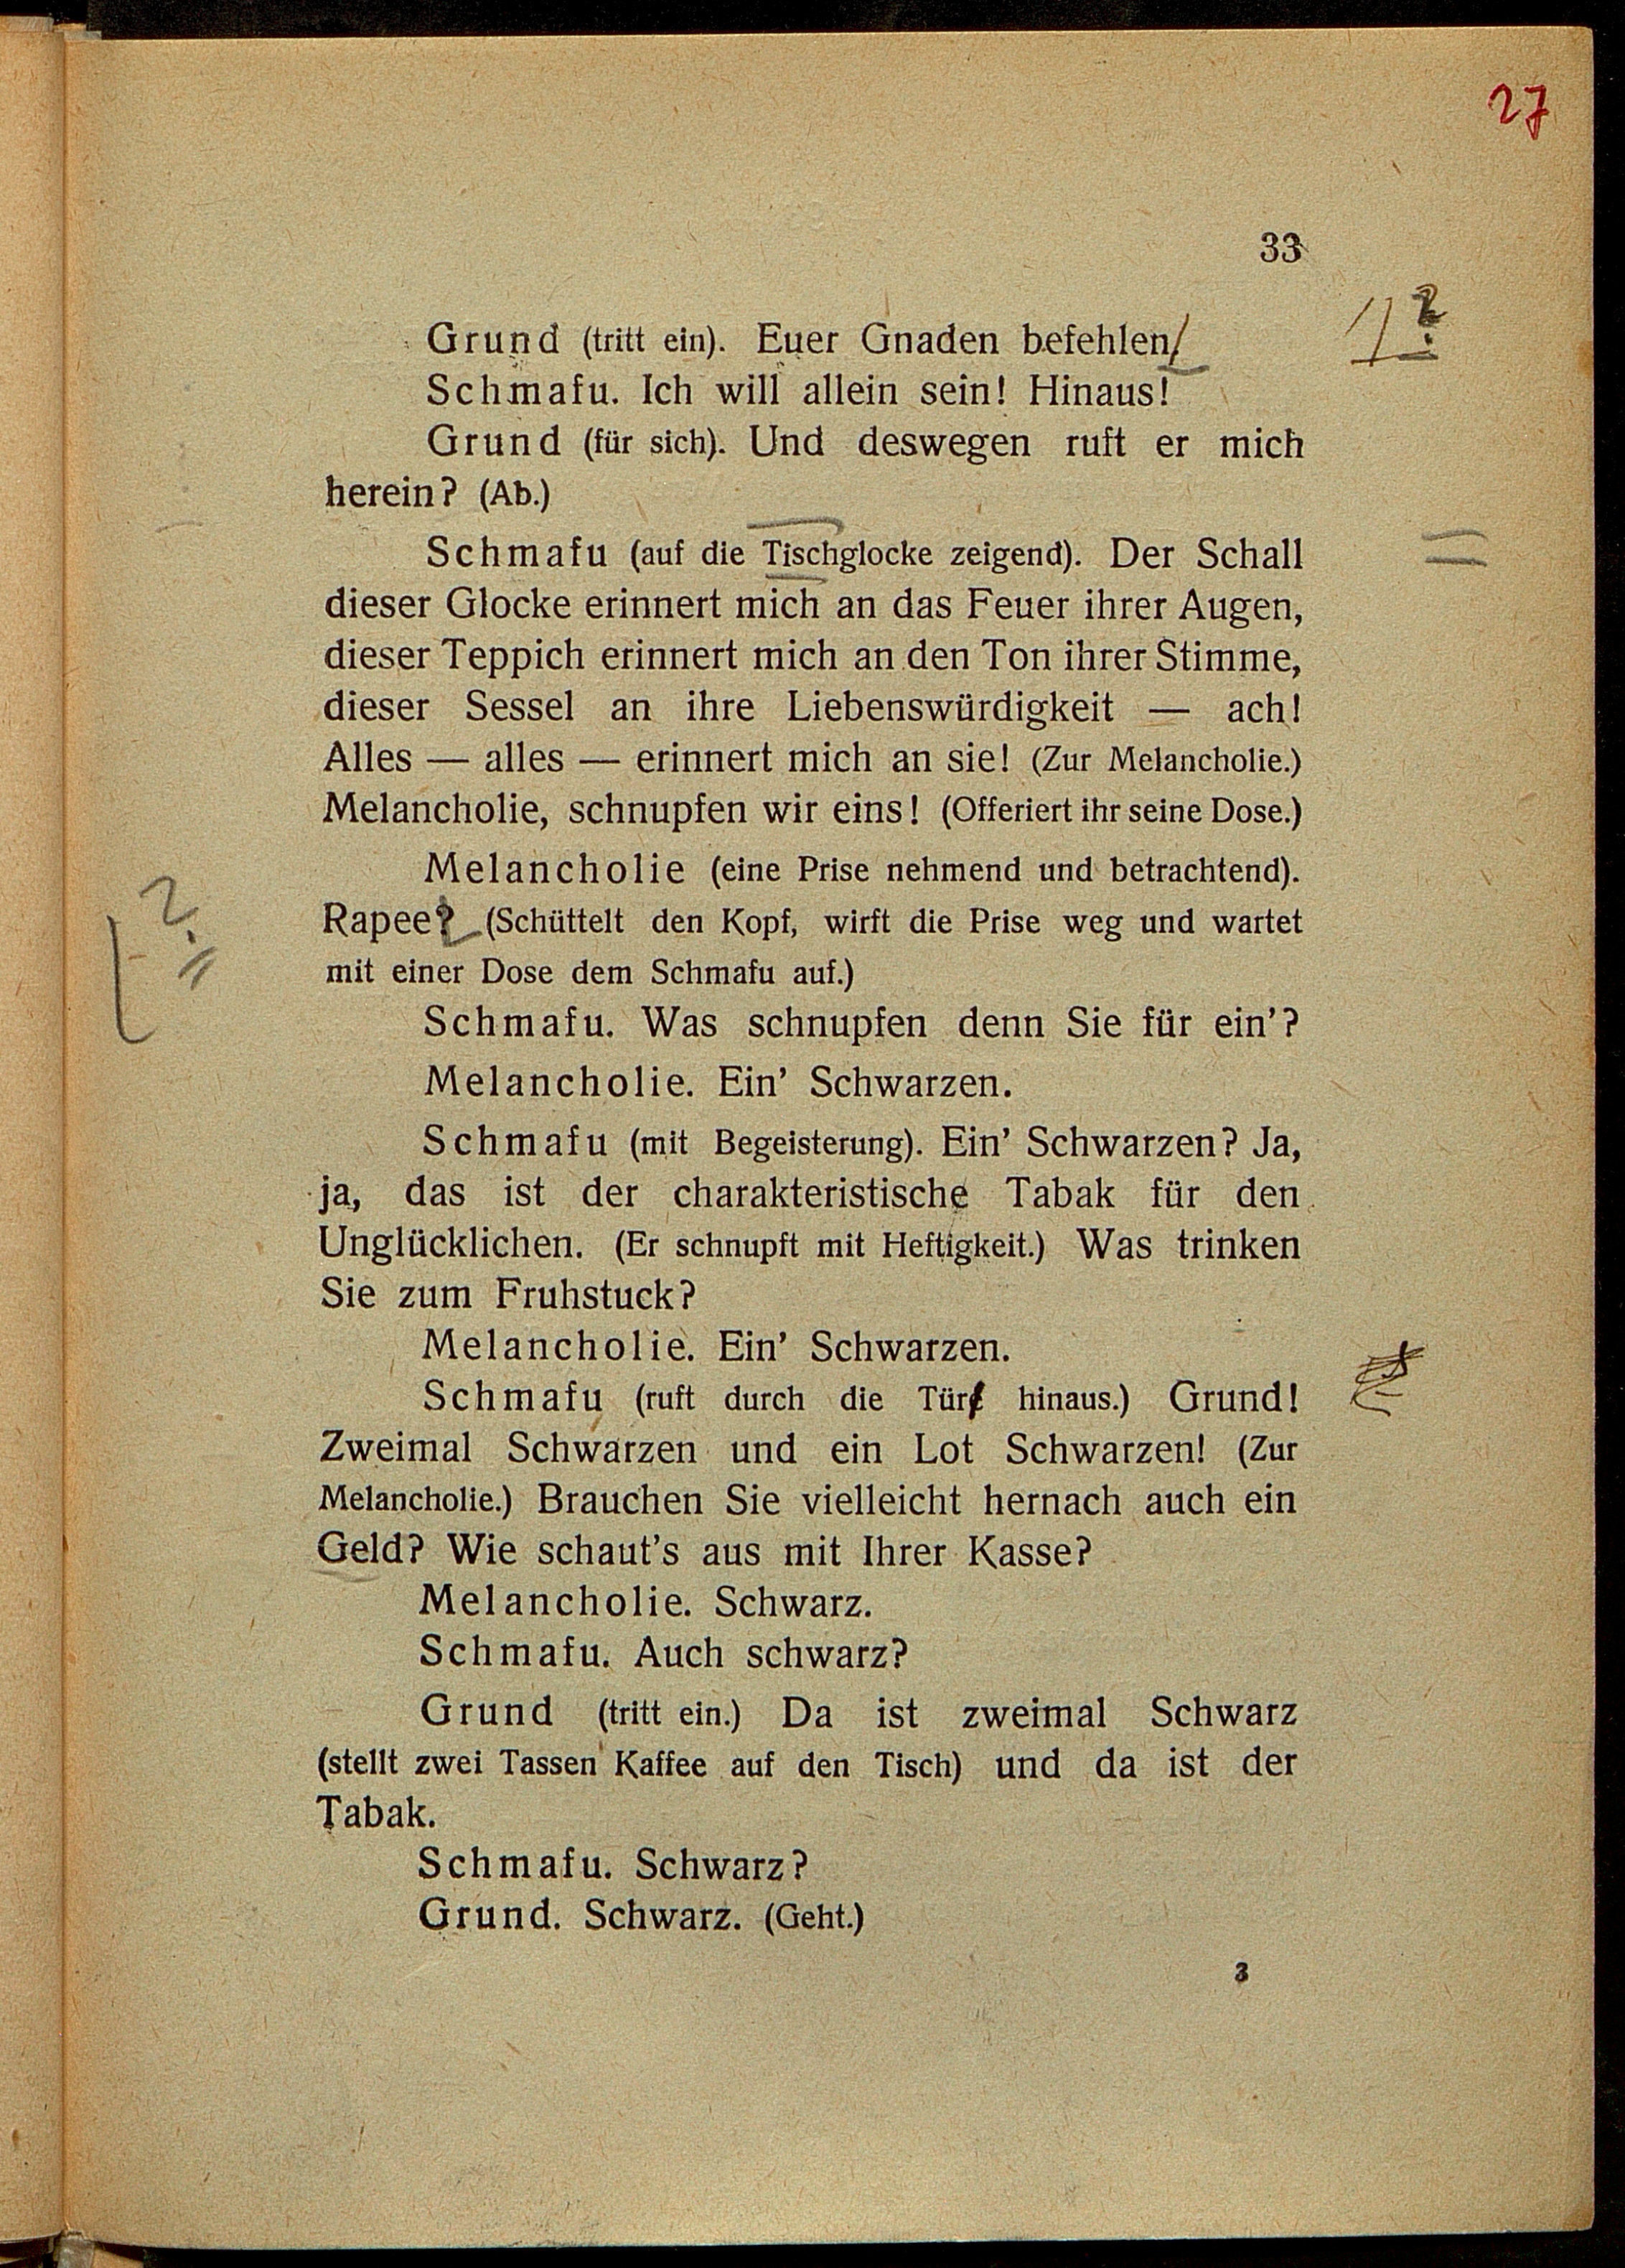 27
33
Grund (tritt ein). Euer Gnaden befehlen/
?
Schmafu. Ich will allein sein! Hinaus!
Grund (für sich). Und deswegen ruft er mich
herein? (Ab.)
Schmafu (auf die Tischglocke zeigend). Der Schall
dieser Glocke erinnert mich an das Feuer ihrer Augen,
dieser Teppich erinnert mich an den Ton ihrer Stimme,
dieser Sessel an ihre Liebenswürdigkeit — ach!
Alles — alles — erinnert mich an sie! (Zur Melancholie.)
Melancholie, schnupfen wir eins! (Offeriert ihr seine Dose.)
Melancholie (eine Prise nehmend und betrachtend).
?
Rapee? (Schüttelt den Kopf, wirft die Prise weg und wartet
mit einer Dose dem Schmafu auf.)
Schmafu. Was schnupfen denn Sie für ein’?
Melancholie. Ein’ Schwarzen.
Schmafu (mit Begeisterung). Ein’ Schwarzen? Ja,
ja, das ist der charakteristische Tabak für den
Unglücklichen. (Er schnupft mit Heftigkeit.) Was trinken
Sie zum Fruhstuck?
Melancholie. Ein’ Schwarzen.
Schmafu (ruft durch die Tür hinaus.) Grund!
Zweimal Schwarzen und ein Lot Schwarzen! (Zur
Melancholie.) Brauchen Sie vielleicht hernach auch ein
Geld? Wie schaut’s aus mit Ihrer Kasse?
Melancholie. Schwarz.
Schmafu. Auch schwarz?
Grund (tritt ein.) Da ist zweimal Schwarz
(stellt zwei Tassen Kaffee auf den Tisch) und da ist der
Tabak.
Schmafu. Schwarz?
Grund. Schwarz. (Geht.)
3